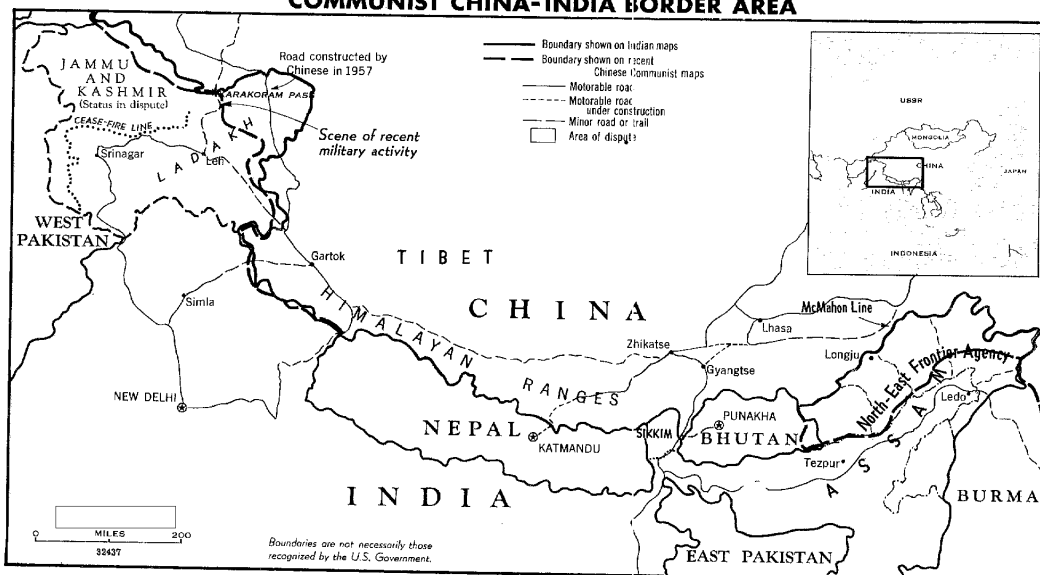 COMMUNIST CHINA-INDIA BORDER AREA
Boundary shown on Indian maps
Boundary shown on recent
Chinese Communist maps
Motorable road
Motorable road
under construction
Minor road or trail
Area of dispute
JAMMU
AND
KASHMIR
(Status in dispute)
CEASE-FIRE LINE
Srinagar
Leh
LADAKH
Road constructed by
Chinese in 1957
KARAKORAM PASS
Scene of recent
military activity
WEST
PAKISTAN
Gartok
TIBET
CHINA
Simla
NEW DELHI
HIMALAYAN
RANGES
Zhikatse
Gyangtse
Lhasa
McMahon Line
Longju
North-East Frontier Agency
Ledo
ASSAM
NEPAL
KATMANDU
SIKKIM
PUNAKHA
BHUTAN
Tezpur
INDIA
BURMA
EAST PAKISTAN
0
MILES
200
32437
Boundaries are not necessarily those
recognized by the U.S. Government.
USSR
MONGOLIA
CHINA
JAPAN
INDIA
INDONESIA